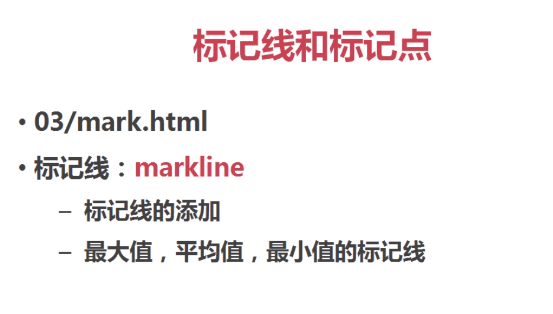 标记线和标记点
• 03/mark.html
• 标记线：markline
– 标记线的添加
– 最大值，平均值，最小值的标记线